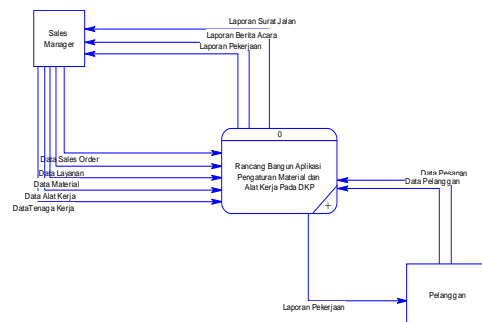 Laporan Surat Jalan
Sales
Manager
Laporan Berita Acara
Laporan Pekerjaan
0
Data Sales Order
Rancang Bangun Aplikasi
Pengaturan Material dan
Alat Kerja Pada DKP
Data Layanan
Data Pesanan
Data Material
Data Pelanggan
Data Alat Kerja
DataTenaga Kerja
+
Pelanggan
Laporan Pekerjaan